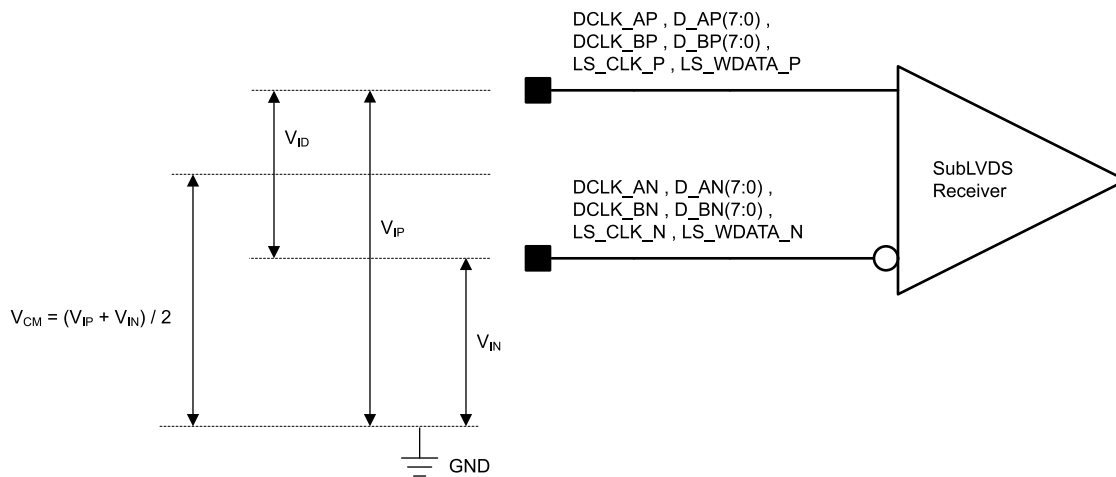 DCLK_AP , D_AP(7:0) ,
DCLK_BP , D_BP(7:0) ,
LS_CLK_P , LS_WDATA_P
VID
SubLVDS
Receiver
DCLK_AN , D_AN(7:0) ,
DCLK_BN , D_BN(7:0) ,
LS_CLK_N , LS_WDATA_N
VIP
VCM = (VIP + VIN) / 2
VIN
GND